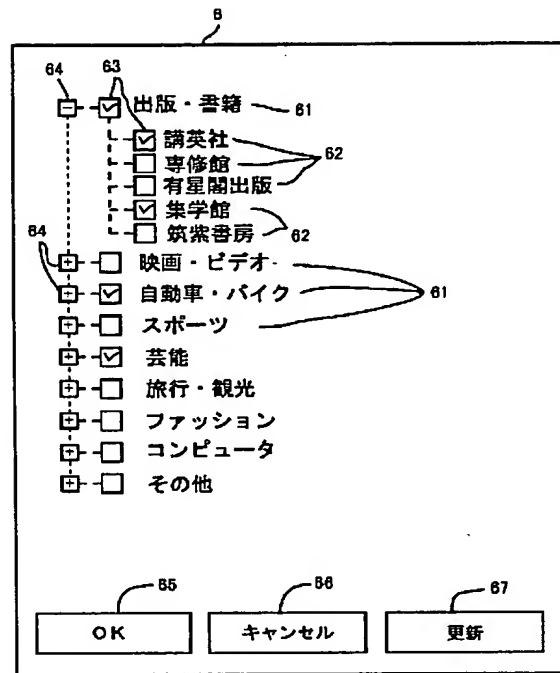 6
64
63
出版・書籍
61
講英社
専修館
62
有星閣出版
集学館
筑紫書房
62
64
映画・ビデオ
自動車・バイク
61
スポーツ
芸能
旅行・観光
ファッション
コンピュータ
その他
65
66
67
OK
キャンセル
更新